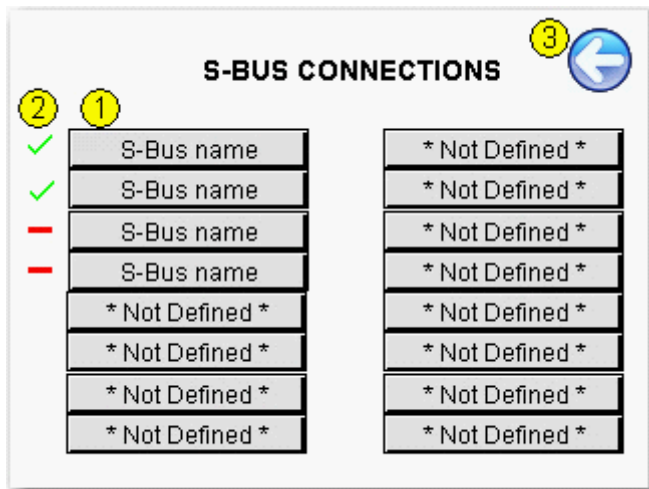 3
S-BUS CONNECTIONS
2 1
S-Bus name * Not Defined *
S-Bus name * Not Defined *
S-Bus name * Not Defined *
S-Bus name * Not Defined *
* Not Defined * * Not Defined *
* Not Defined * * Not Defined *
* Not Defined * * Not Defined *
* Not Defined * * Not Defined *